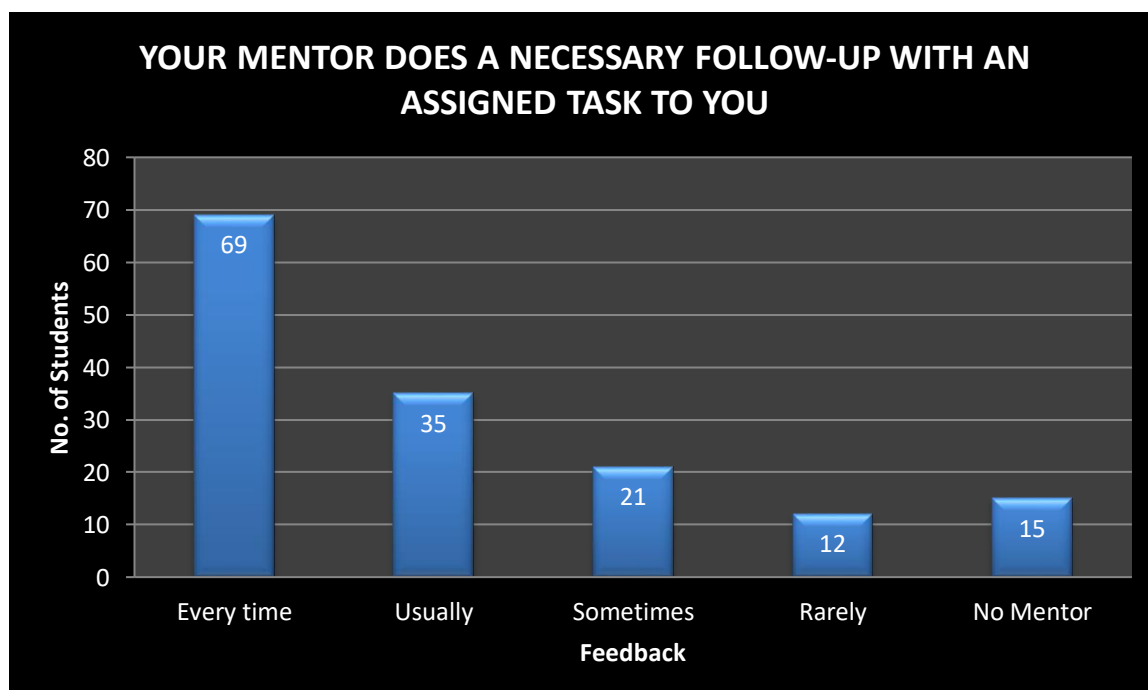 YOUR MENTOR DOES A NECESSARY FOLLOW-UP WITH AN
ASSIGNED TASK TO YOU
80
70
60
50
40
30
20
10
0
No. of Students
69
35
21
12
15
Every time
Usually
Sometimes
Rarely
No Mentor
Feedback